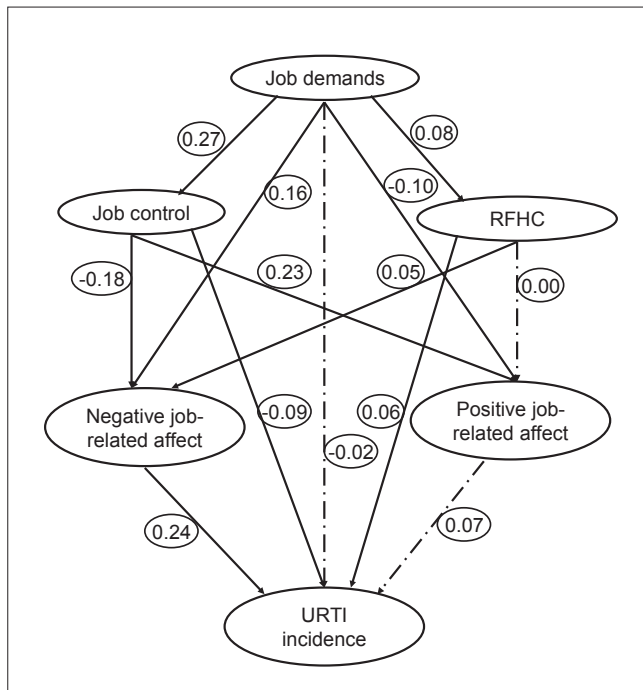 Job demands
0.27
0.08
Job control
0.16
-0.10
RFHC
-0.18
0.23
0.05
0.00
Negative job-
related affect
-0.09
0.06
Positive job-
related affect
-0.02
0.24
0.07
URTI
incidence